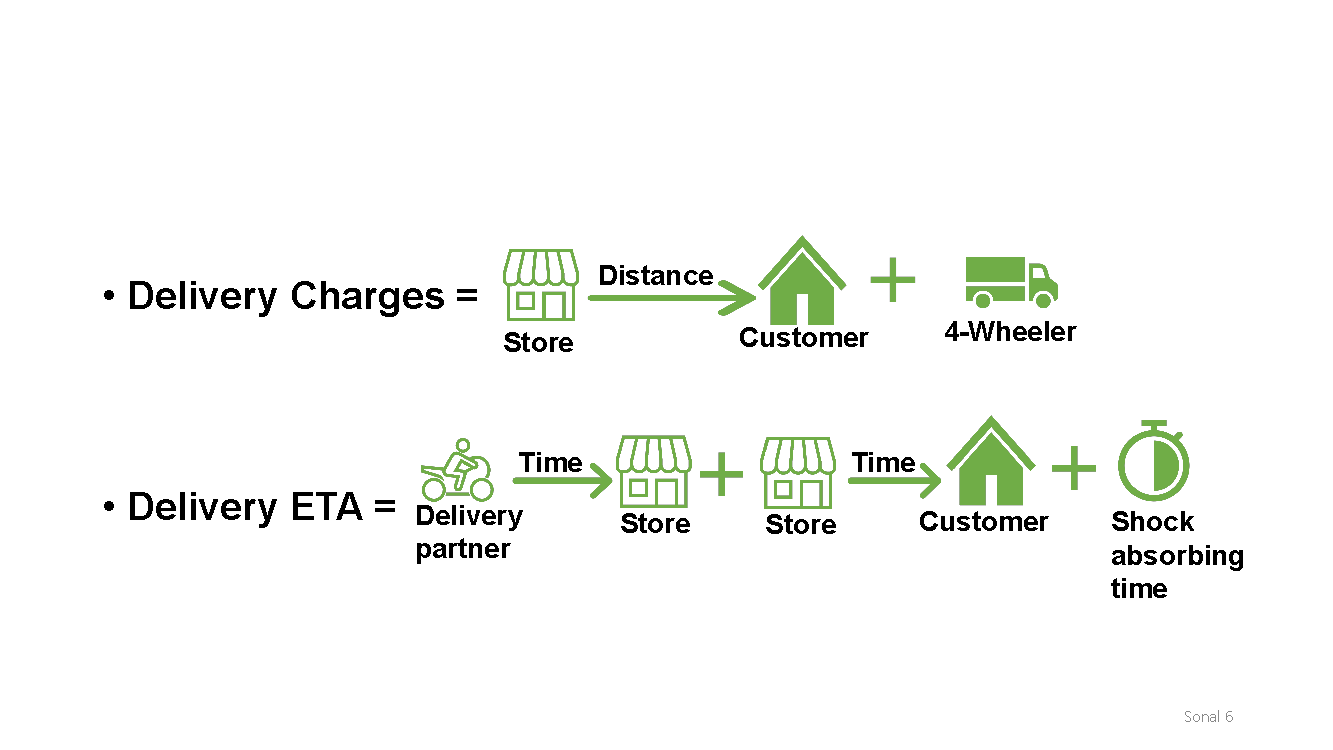 • Delivery Charges =
Distance
Store
Customer
+
4-Wheeler
• Delivery ETA =
Delivery
partner
Time
Store
+
Store
Time
Customer
+
Shock
absorbing
time
Sonal 6